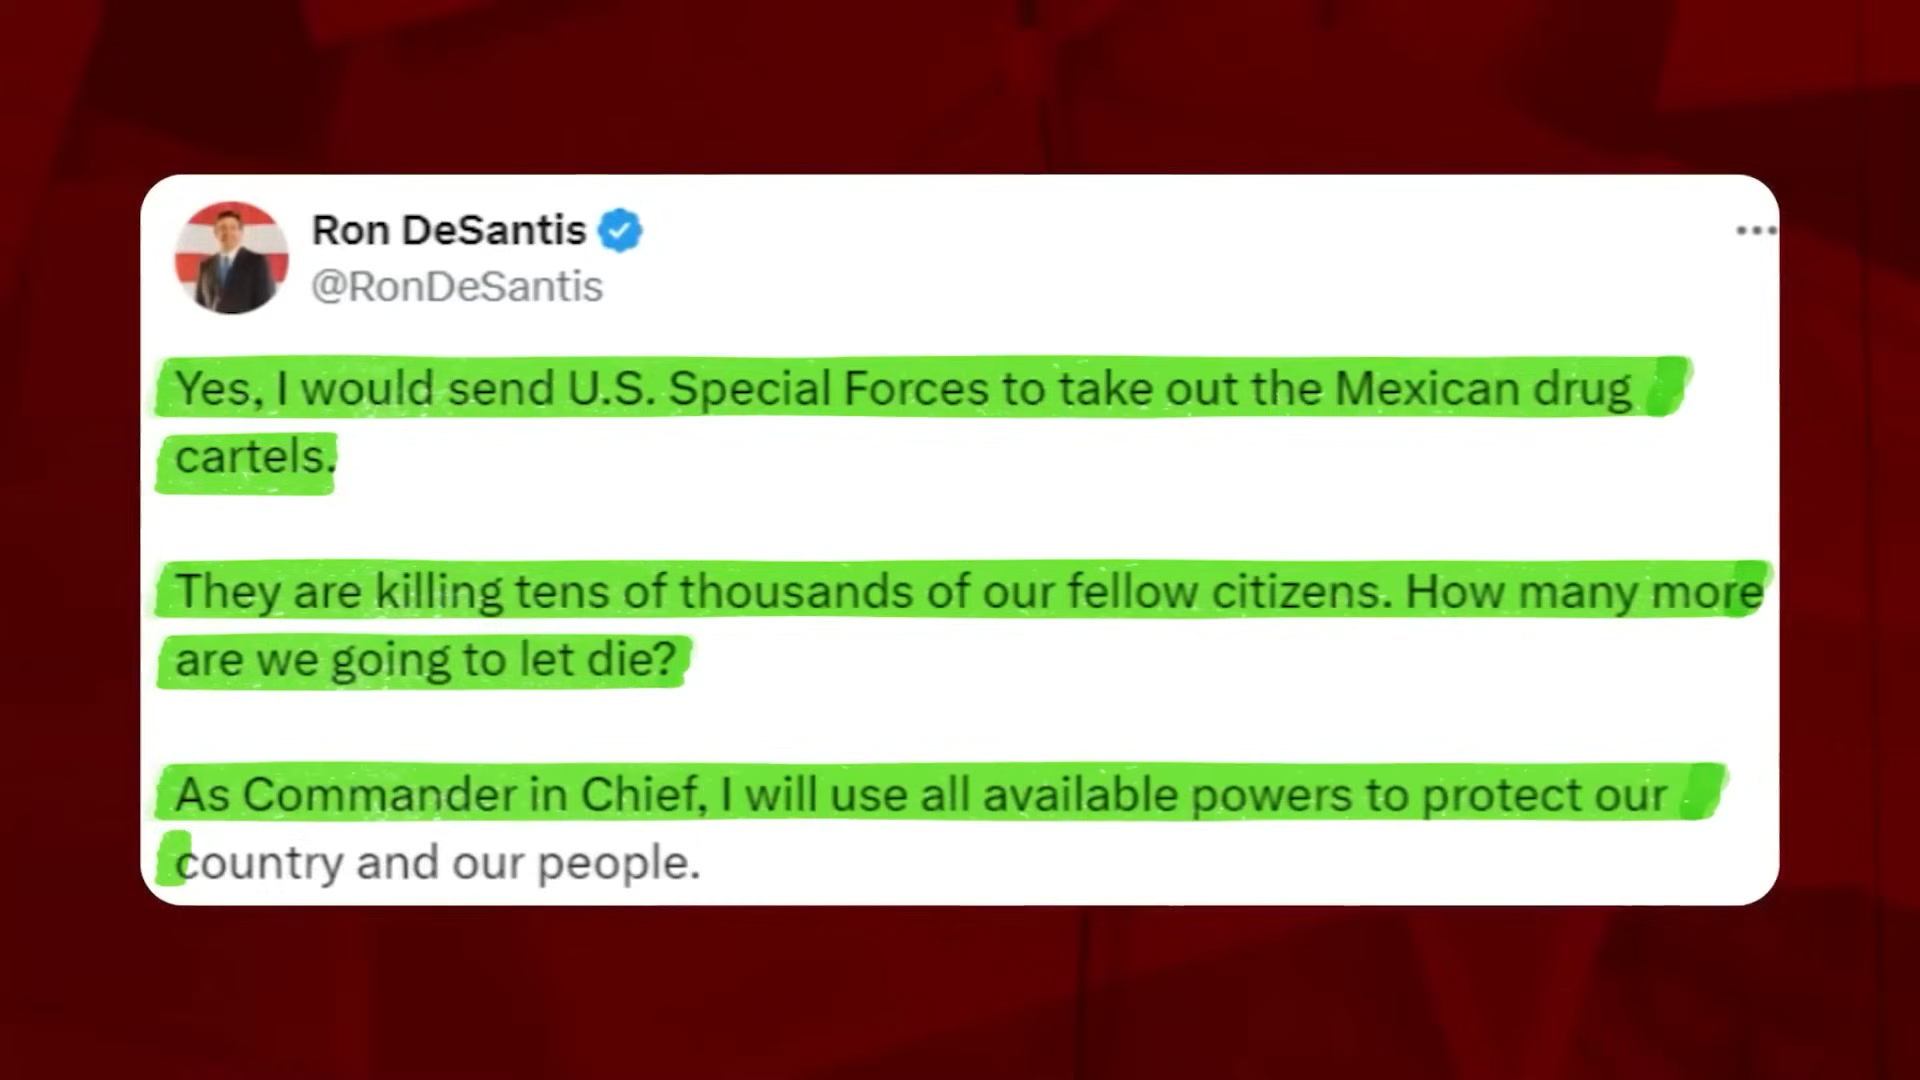 Ron DeSantis
@RonDeSantis
Yes, I would send U.S. Special Forces to take out the Mexican drug
cartels.
They are killing tens of thousands of our fellow citizens. How many more
are we going to let die?
As Commander in Chief, I will use all available powers to protect our
country and our people.